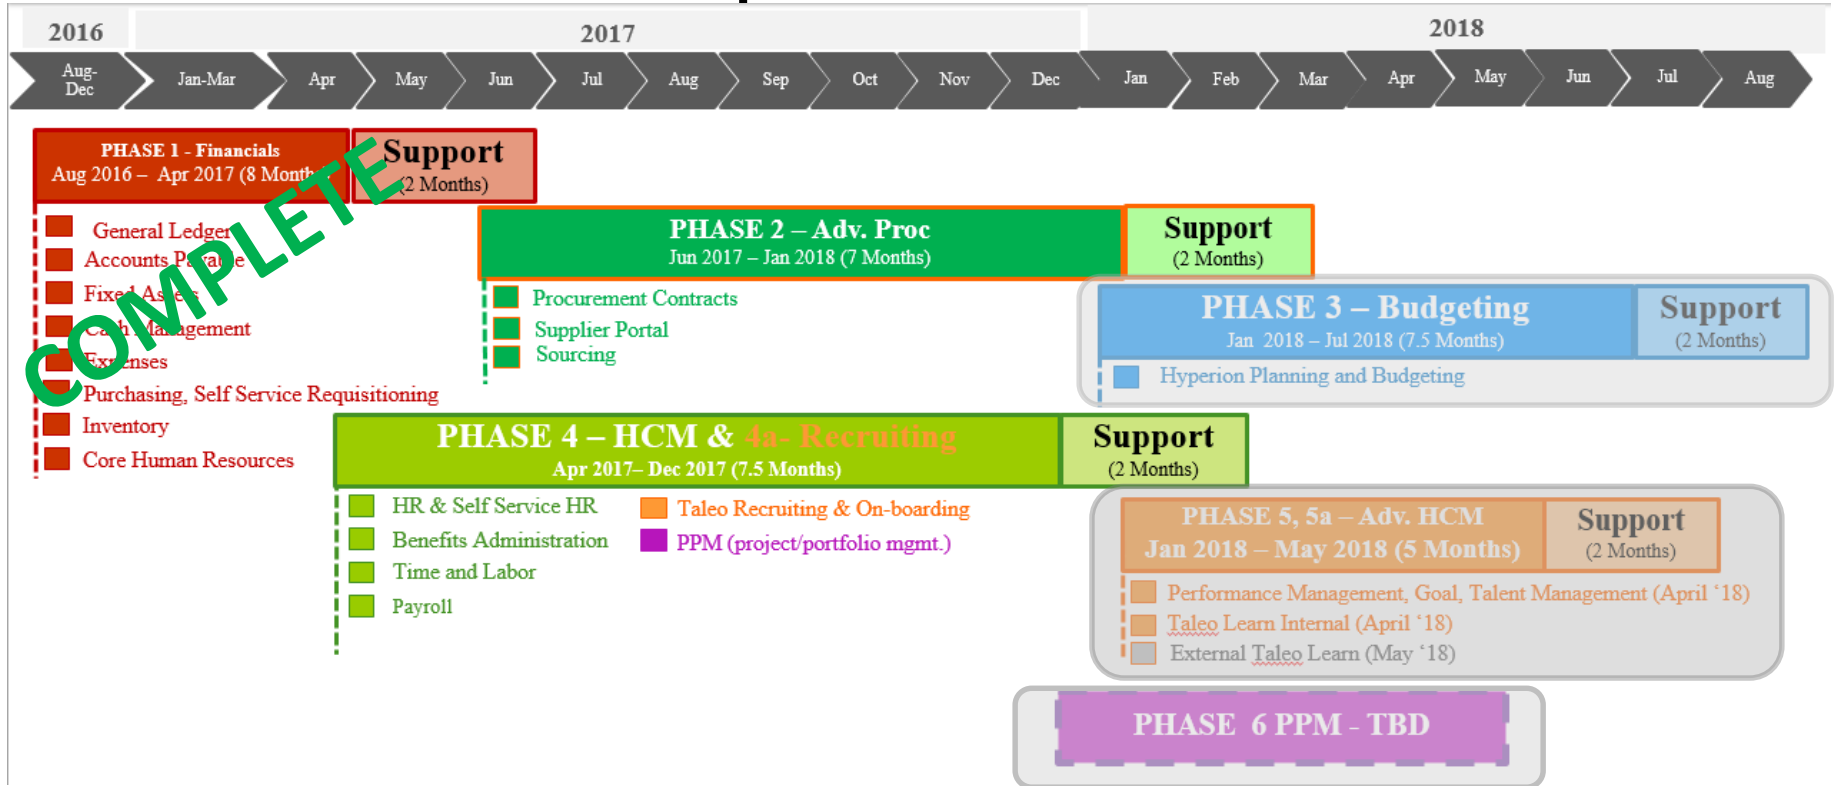 2016
2017
2018
Aug-
Dec
Jan-Mar
Apr
May
Jun
Jul
Aug
Sep
Oct
Nov
Dec
Jan
Feb
Mar
Apr
May
Jun
Jul
Aug
PHASE 1 - Financials
Aug 2016 – Apr 2017 (8 Months)
Support
(2 Months)
COMPLETE
General Ledger
Accounts Payable
Fixed Assets
Cash Management
Expenses
Purchasing, Self Service Requisitioning
Inventory
Core Human Resources
PHASE 2 – Adv. Proc
Jun 2017 – Jan 2018 (7 Months)
Support
(2 Months)
Procurement Contracts
Supplier Portal
Sourcing
PHASE 3 – Budgeting
Jan 2018 – Jul 2018 (7.5 Months)
Support
(2 Months)
Hyperion Planning and Budgeting
PHASE 4 – HCM & 4a- Recruiting
Apr 2017– Dec 2017 (7.5 Months)
Support
(2 Months)
HR & Self Service HR
Benefits Administration
Time and Labor
Payroll
Taleo Recruiting & On-boarding
PPM (project/portfolio mgmt.)
PHASE 5, 5a – Adv. HCM
Jan 2018 – May 2018 (5 Months)
Support
(2 Months)
Performance Management, Goal, Talent Management (April ‘18)
Taleo Learn Internal (April ‘18)
External Taleo Learn (May ‘18)
PHASE 6 PPM - TBD